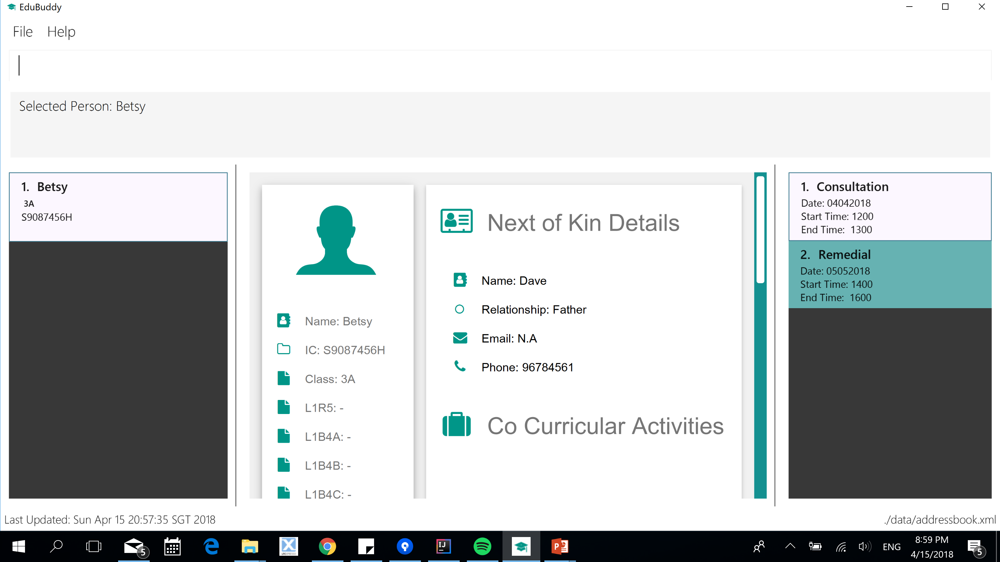 EduBuddy
File Help
Selected Person: Betsy
1. Betsy
3A
S9087456H
Name: Betsy
IC: S9087456H
Class: 3A
L1R5: -
L1B4A: -
L1B4B: -
L1B4C: -
Next of Kin Details
Name: Dave
Relationship: Father
Email: N.A
Phone: 96784561
Co Curricular Activities
1. Consultation
Date: 04042018
Start Time: 1200
End Time: 1300
2. Remedial
Date: 05052018
Start Time: 1400
End Time: 1600
Last Updated: Sun Apr 15 20:57:35 SGT 2018
./data/addressbook.xml
5
X
IJ
P
ENG
8:59 PM
4/15/2018
5